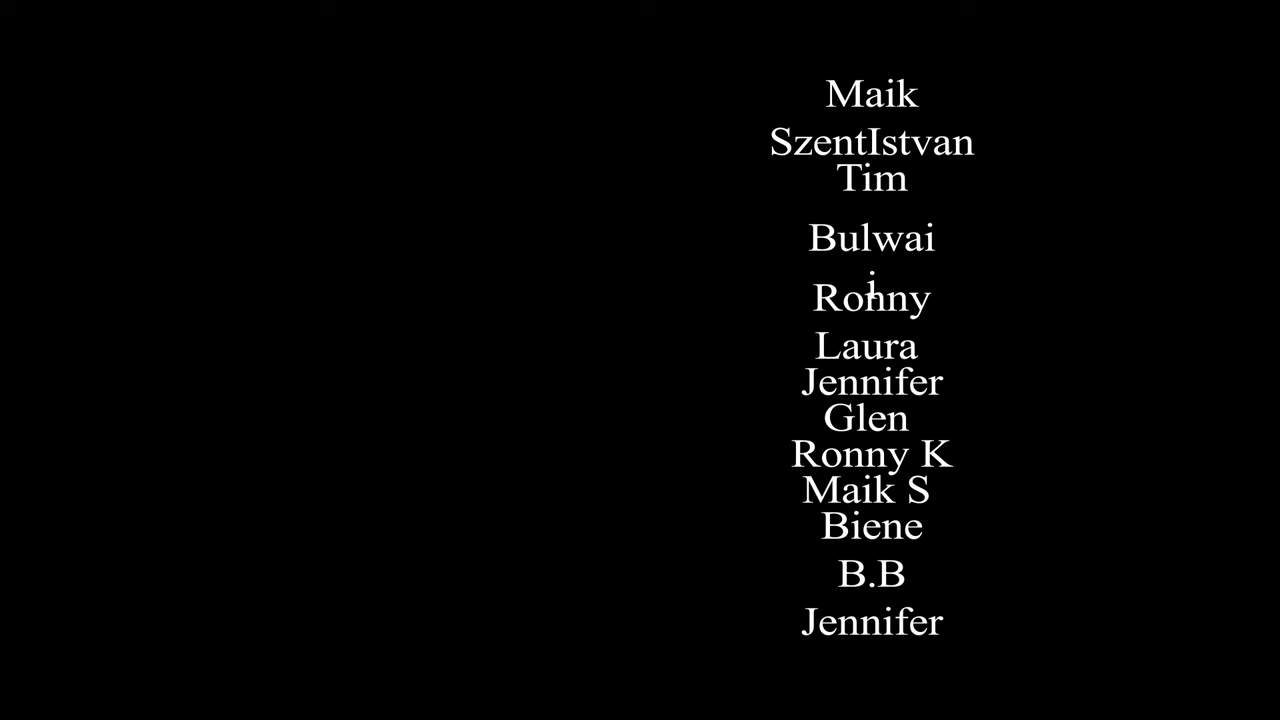 Maik
SzentIstvan
Tim
Bulwai
i
Ronny
Laura
Jennifer
Glen
Ronny K
Maik S
Biene
B.B
Jennifer